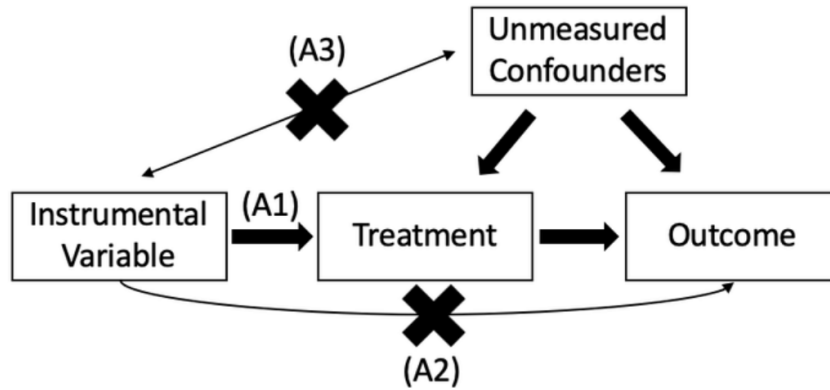 Unmeasured
Confounders
(A3)
Instrumental
Variable
(A1)
Treatment
Outcome
(A2)